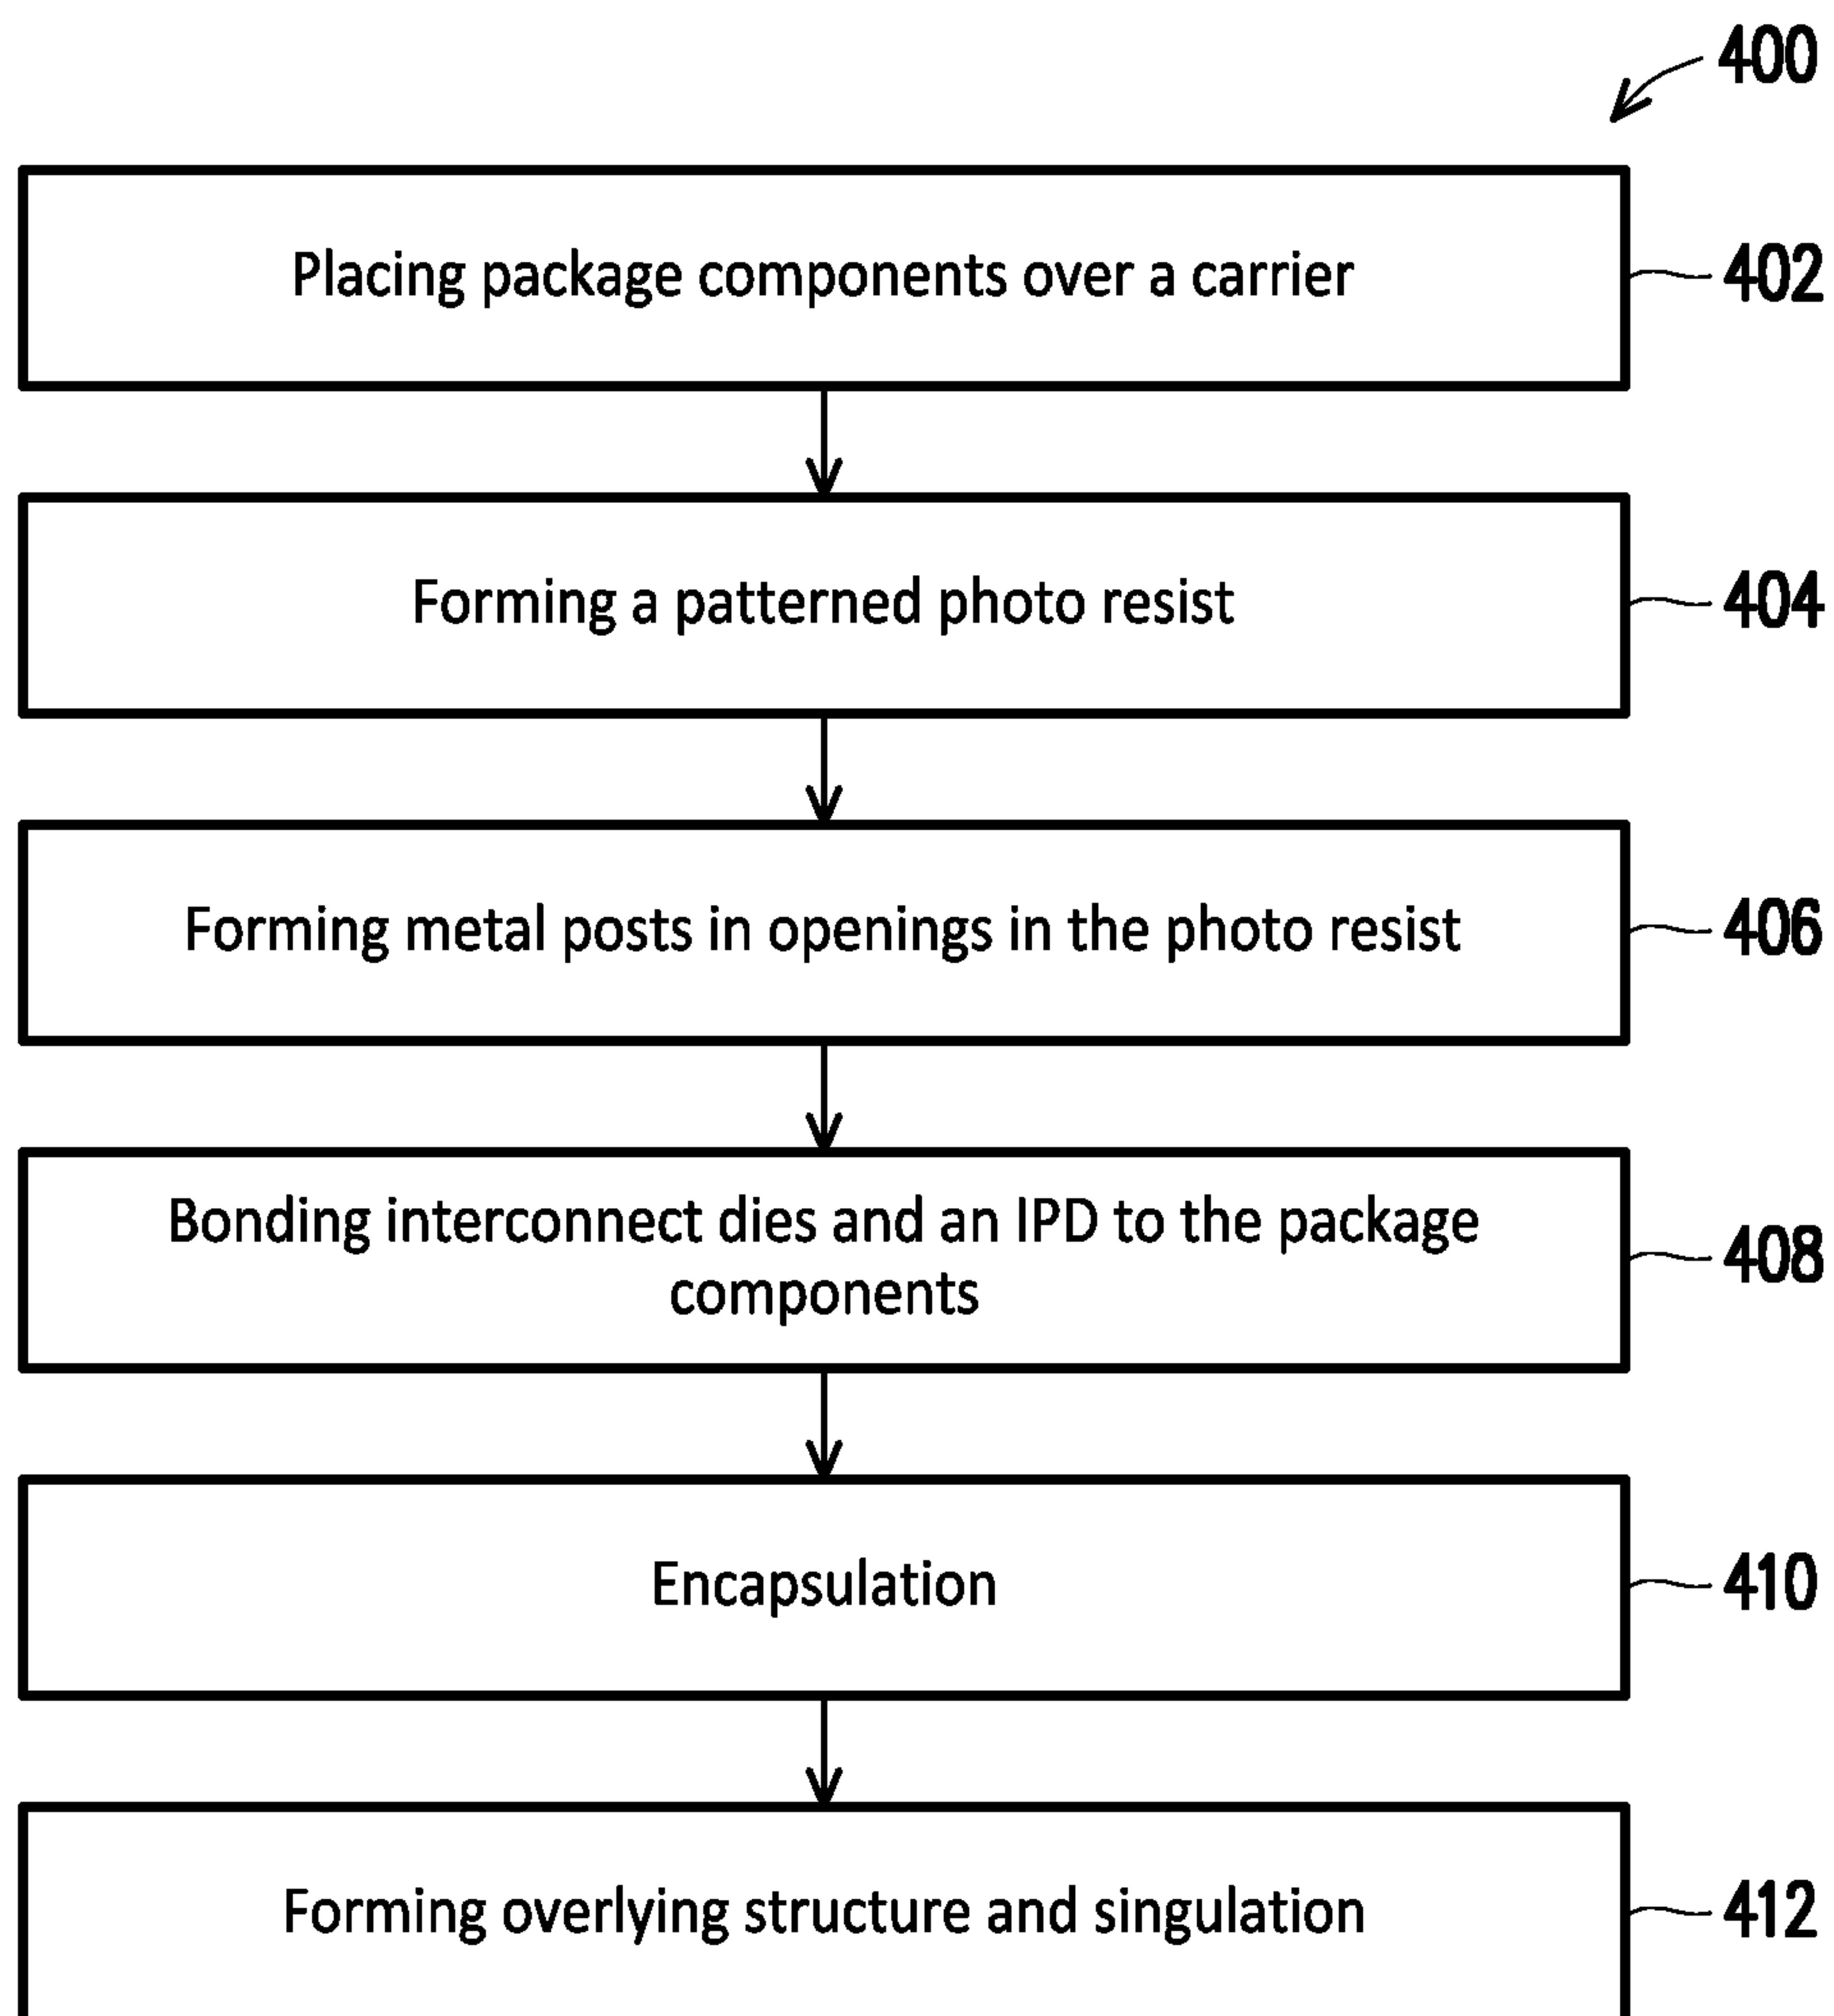 400
Placing package components over a carrier
402
Forming a patterned photo resist
404
Forming metal posts in openings in the photo resist
406
Bonding interconnect dies and an IPD to the package
components
408
Encapsulation
410
Forming overlying structure and singulation
412